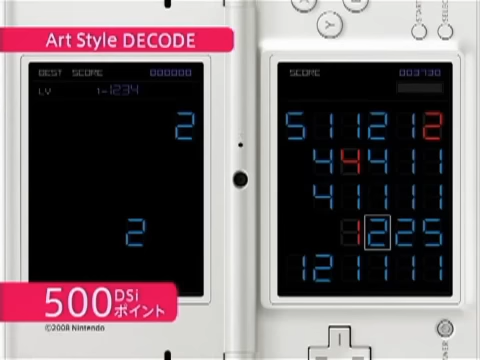 Art Style DECODE
BEST SCORE 000000
LV 1-1234
2
2
500 DSi
ポイント
©2008 Nintendo
START
SELECT
Y
SCORE 003730
5 1 1 2 1 2
4 4 4 1 1
4 1 1 1 1
1 2 2 5
1 2 1 1 1 1